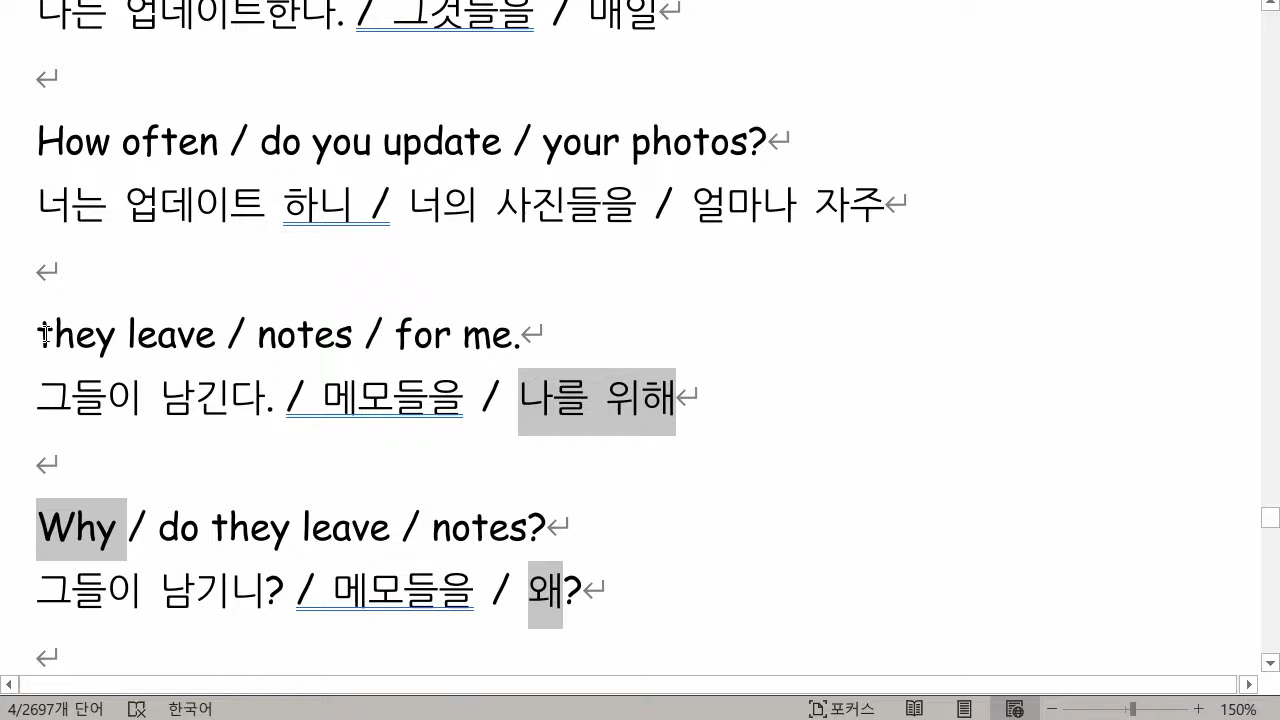 나는 업데이트한다. / 그것들을 / 매일
How often / do you update / your photos?
너는 업데이트 하니 / 너의 사진들을 / 얼마나 자주
they leave / notes / for me.
그들이 남긴다. / 메모들을 / 나를 위해
Why / do they leave / notes?
그들이 남기니? / 메모들을 / 왜?
4/2697개 단어 한국어 포커스 150%